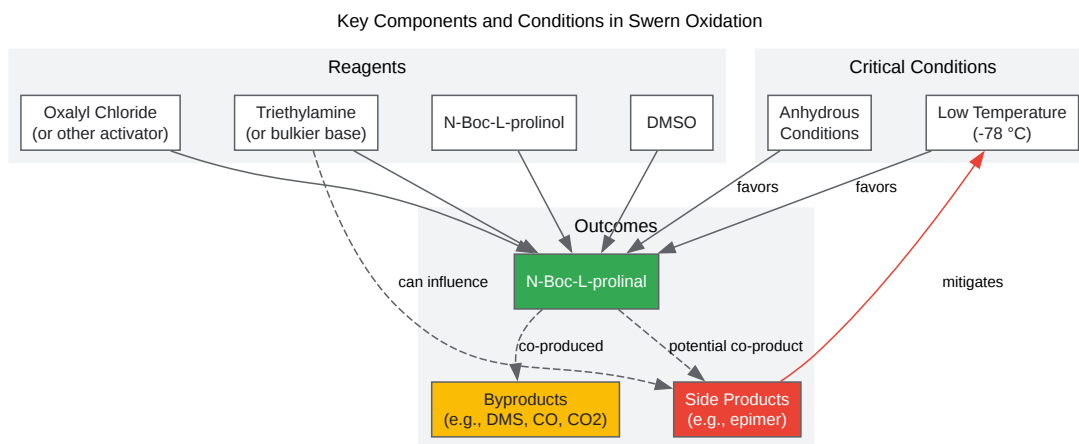 Key Components and Conditions in Swern Oxidation
Reagents
Critical Conditions
Oxalyl Chloride
(or other activator)
Triethylamine
(or bulkier base)
N-Boc-L-prolinol
DMSO
Anhydrous
Conditions
Low Temperature
(-78 °C)
favors
favors
Outcomes
N-Boc-L-prolinal
can influence
mitigates
co-produced
potential co-product
Byproducts
(e.g., DMS, CO, CO2)
Side Products
(e.g., epimer)